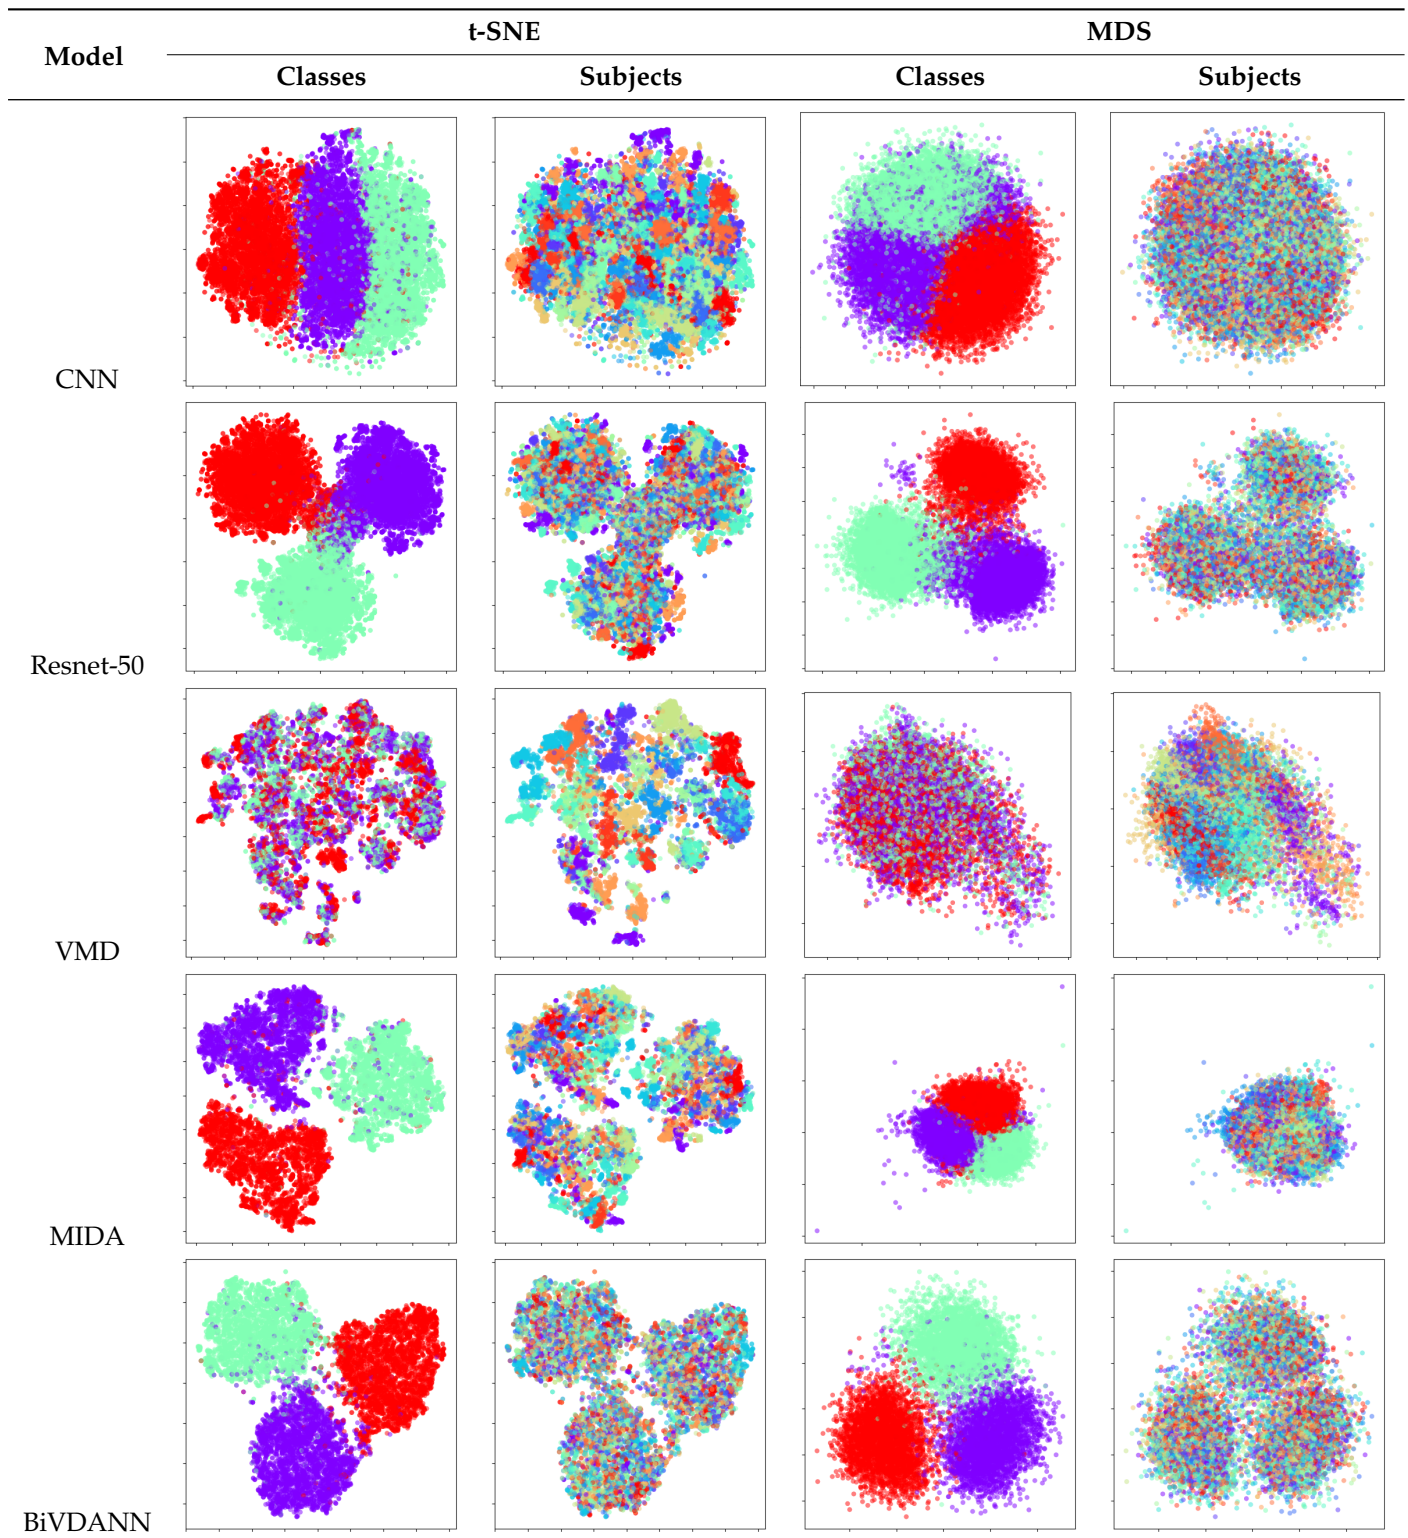 Model
t-SNE
MDS
Classes
Subjects
Classes
Subjects
CNN
Resnet-50
VMD
MIDA
BiVDANN